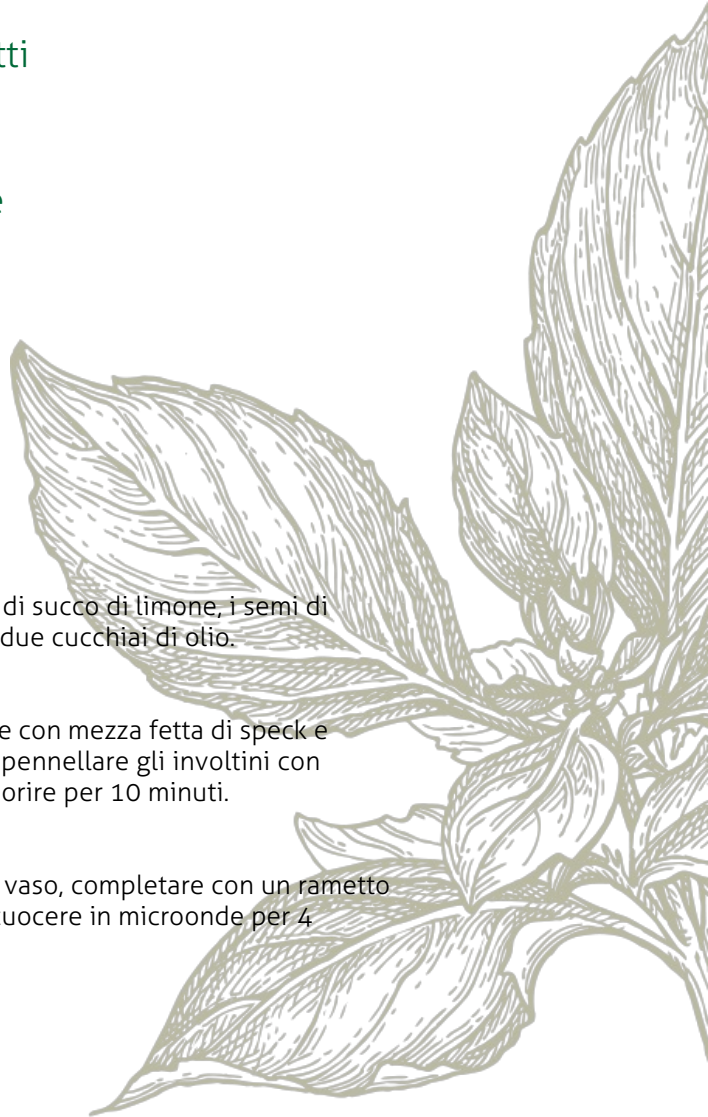 tti
e
di succo di limone, i semi di
due cucchiai di olio.
e con mezza fetta di speck e
pennellare gli involtini con
orire per 10 minuti.
vaso, completare con un rametto
uocere in microonde per 4